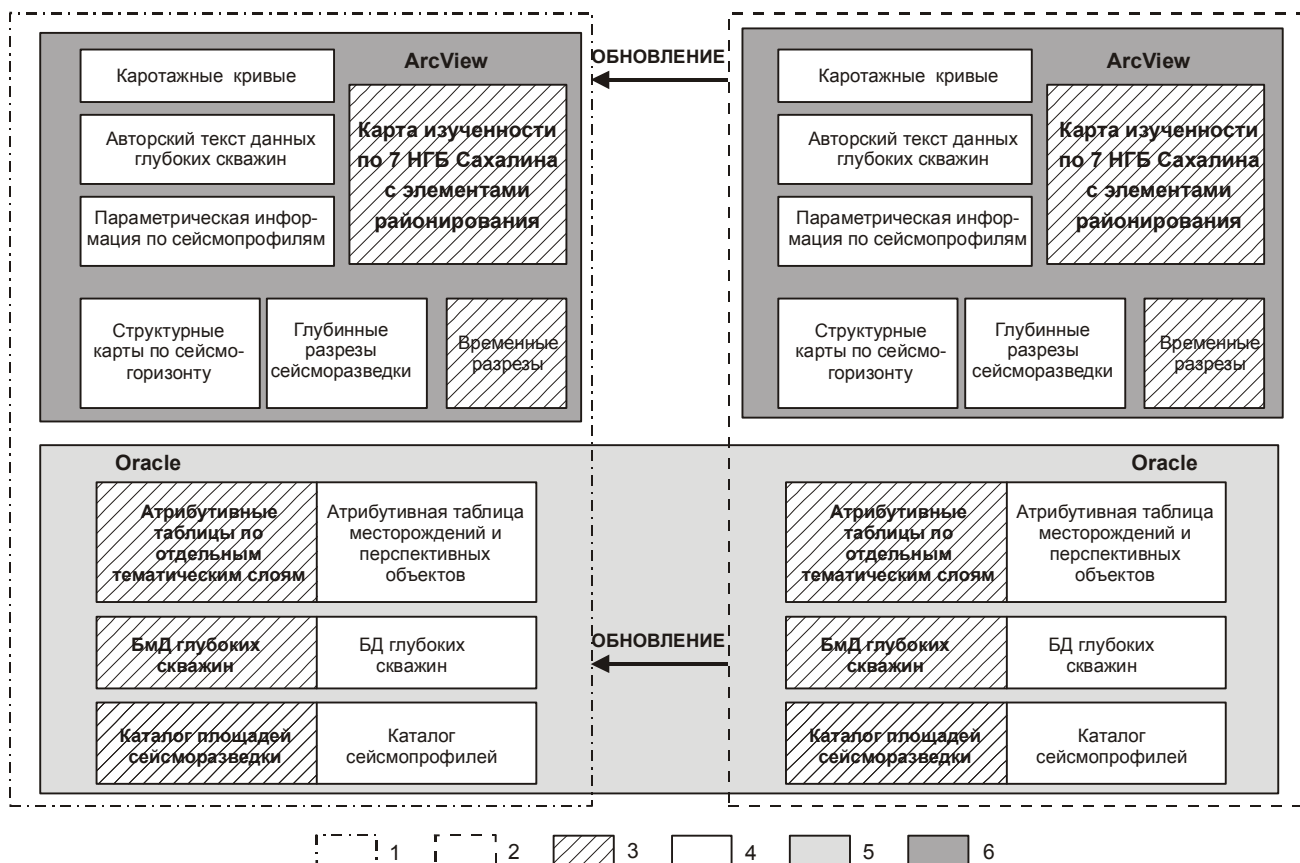 ArcView
Каротажные кривые
Авторский текст данных
глубоких скважин
Параметрическая инфор-
мация по сейсмопрофилям
Карта изученности
по 7 НГБ Сахалина
с элементами
районирования
Структурные
карты по сейсмо-
горизонту
Глубинные
разрезы
сейсморазведки
Временные
разрезы
ОБНОВЛЕНИЕ
ArcView
Каротажные кривые
Авторский текст данных
глубоких скважин
Параметрическая инфор-
мация по сейсмопрофилям
Карта изученности
по 7 НГБ Сахалина
с элементами
районирования
Структурные
карты по сейсмо-
горизонту
Глубинные
разрезы
сейсморазведки
Временные
разрезы
Oracle
Атрибутивные
таблицы по
отдельным
тематическим слоям
Атрибутивная таблица
месторождений и
перспективных
объектов
БмД глубоких
скважин
БД глубоких
скважин
Каталог площадей
сейсморазведки
Каталог
сейсмопрофилей
ОБНОВЛЕНИЕ
Oracle
Атрибутивные
таблицы по
отдельным
тематическим слоям
Атрибутивная таблица
месторождений и
перспективных
объектов
БмД глубоких
скважин
БД глубоких
скважин
Каталог площадей
сейсморазведки
Каталог
сейсмопрофилей
1 2 3 4 5 6